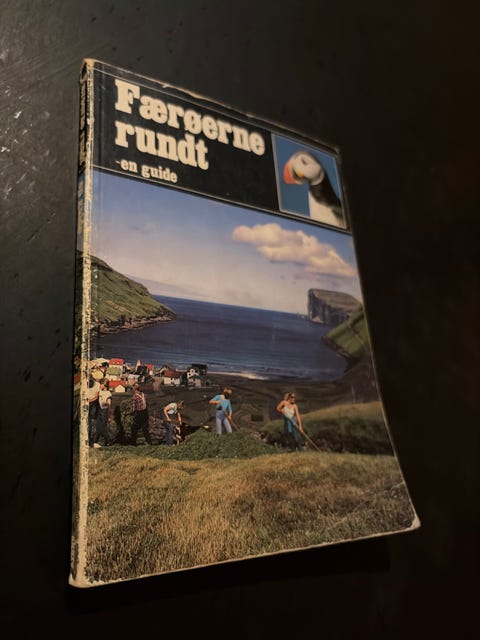 Færøerne
rundt
-en guide